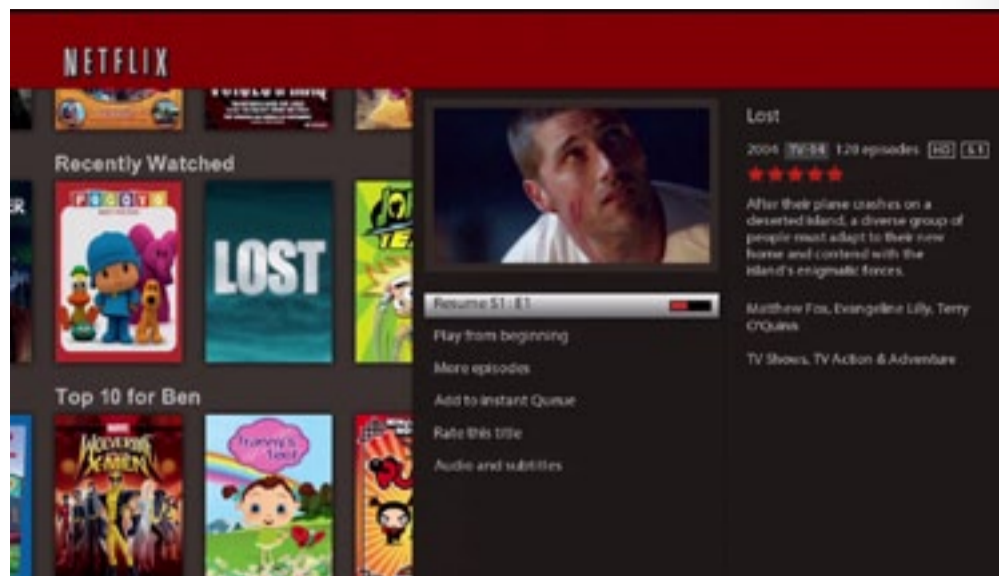 NETFLIX
Recently Watched
POCOYO
LOST
Top 10 for Ben
MARVEL
WOLVERINE
X-MEN
Resume S1: E1
Play from beginning
More episodes
Add to instant Queue
Rate this title
Audio and subtitles
Lost
2004 TV-14 120 episodes HD 5.1
After their plane crashes on a
deserted island, a diverse group of
people must adapt to their new
home and contend with the
island's enigmatic forces.
Matthew Fox, Evangeline Lilly, Terry
O'Quinn
TV Shows, TV Action & Adventure